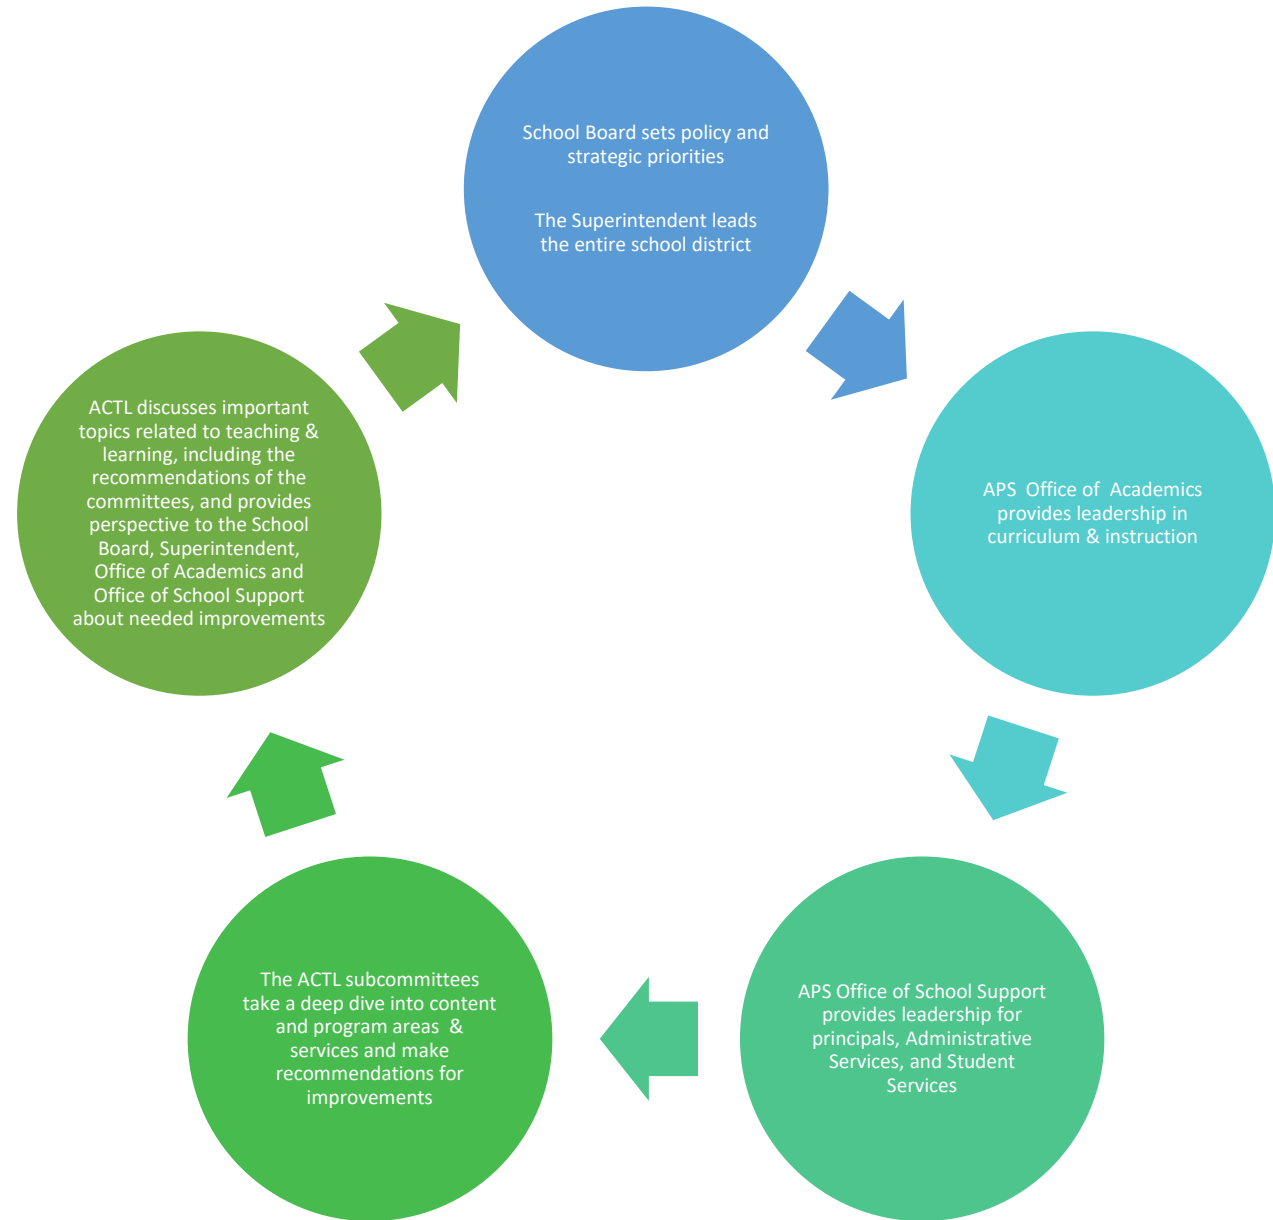 School Board sets policy and
strategic priorities
The Superintendent leads
the entire school district
APS Office of Academics
provides leadership in
curriculum & instruction
APS Office of School Support
provides leadership for
principals, Administrative
Services, and Student
Services
The ACTL subcommittees
take a deep dive into content
and program areas &
services and make
recommendations for
improvements
ACTL discusses important
topics related to teaching &
learning, including the
recommendations of the
committees, and provides
perspective to the School
Board, Superintendent,
Office of Academics and
Office of School Support
about needed improvements